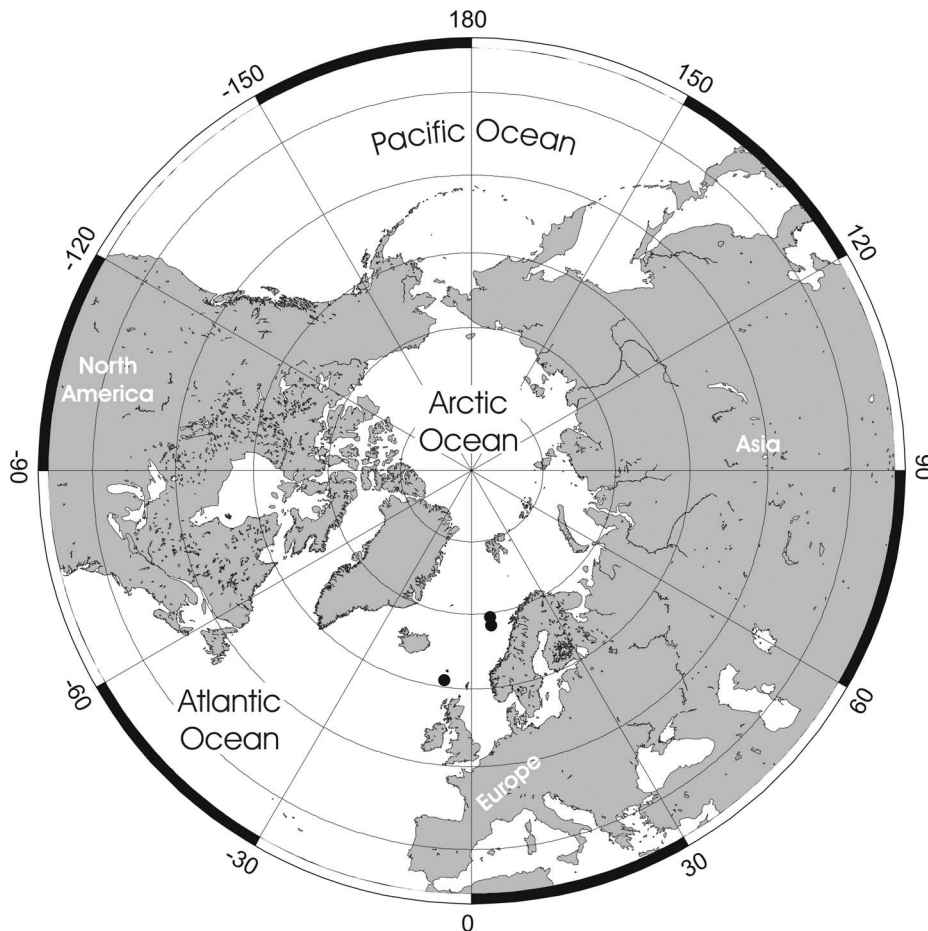 180
-150
150
Pacific Ocean
-120
120
North
America
Arctic
Ocean
Asia
-90
90
-60
60
Atlantic
Ocean
Europe
-30
30
0